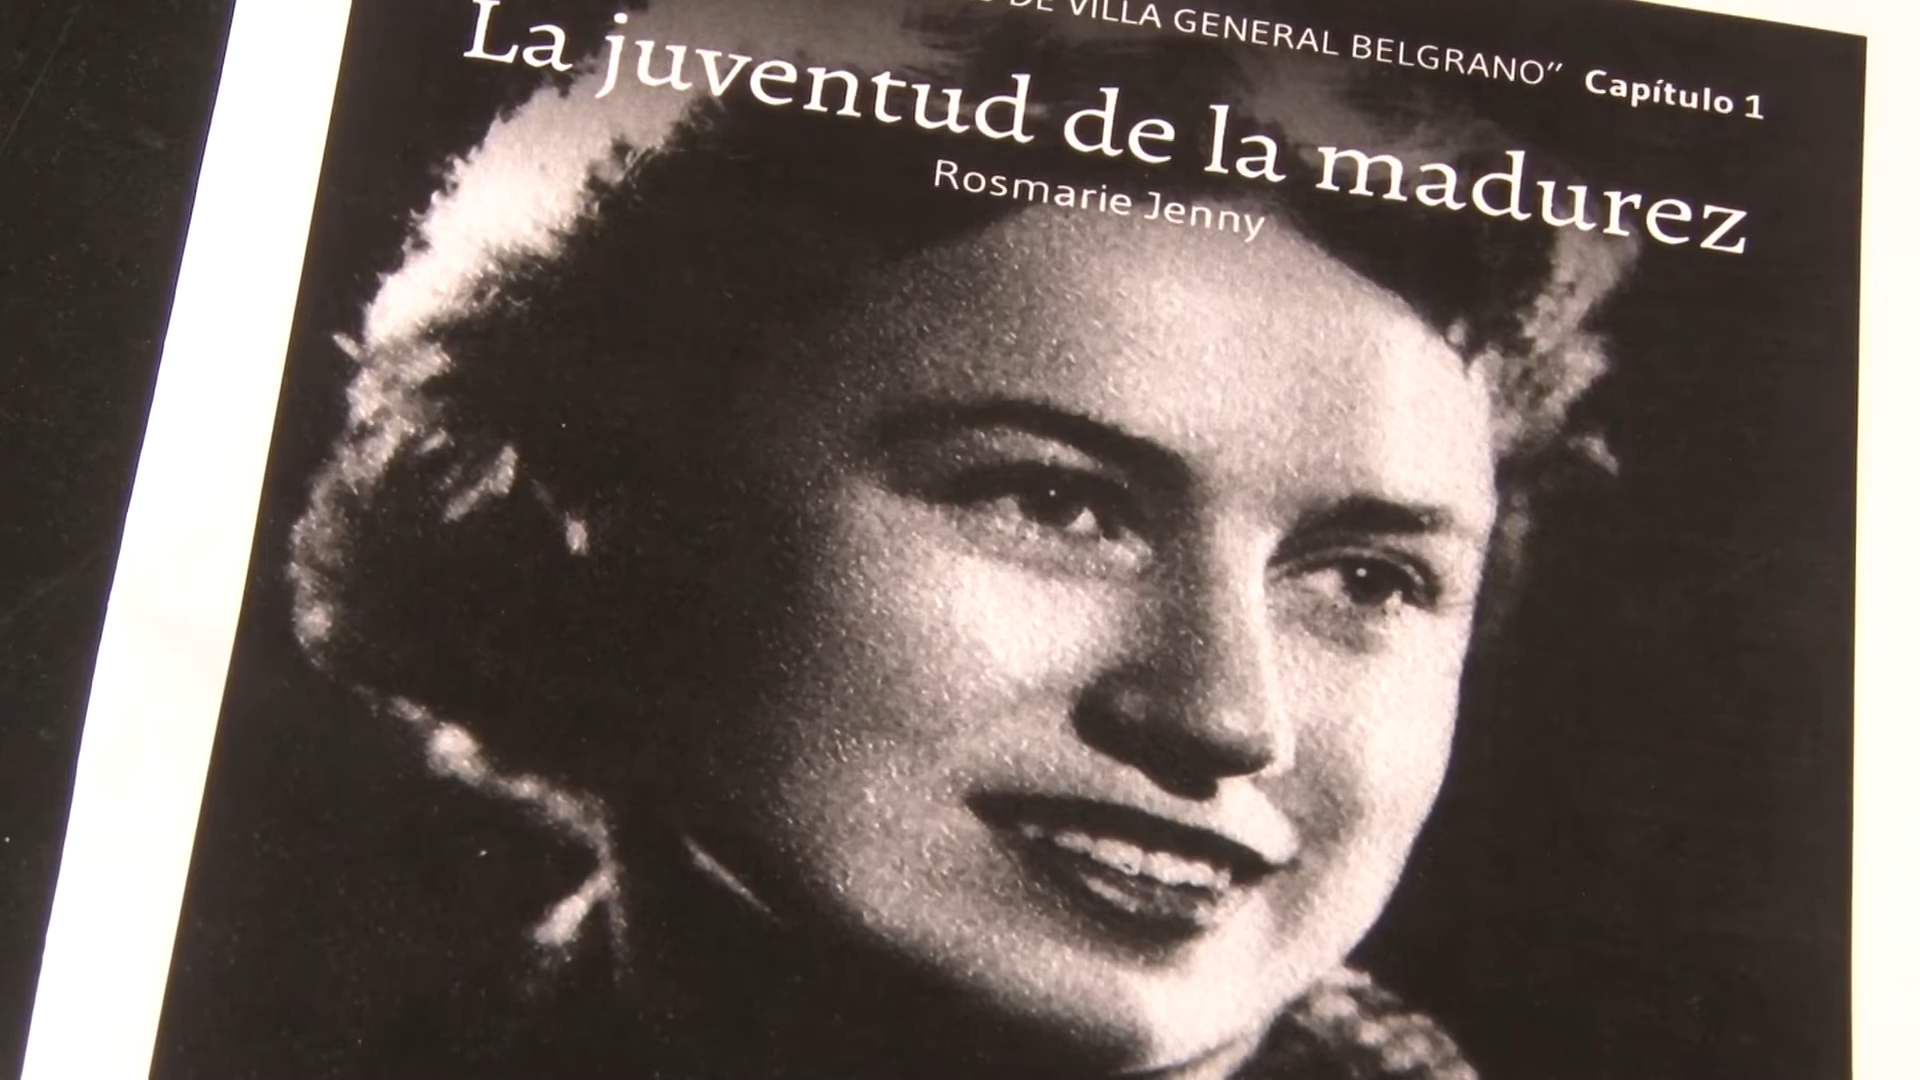 DE VILLA GENERAL BELGRANO” Capítulo 1
La juventud de la madurez
Rosmarie Jenny